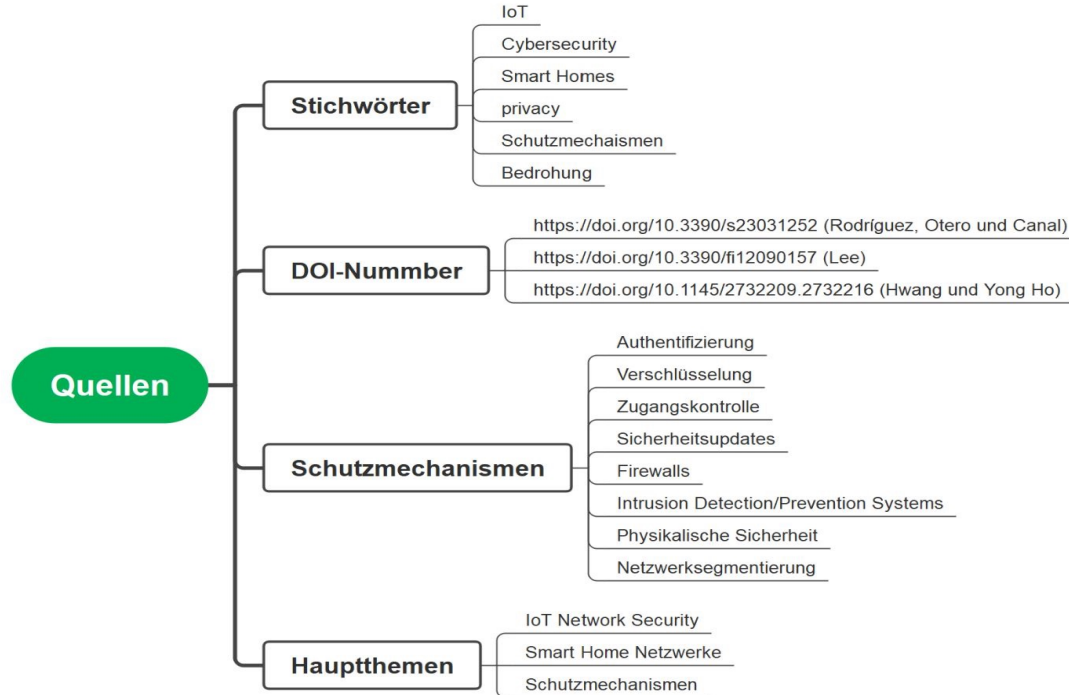 Quellen
Stichwörter
IoT
Cybersecurity
Smart Homes
privacy
Schutzmechaismen
Bedrohung
DOI-Nummber
https://doi.org/10.3390/s23031252 (Rodríguez, Otero und Canal)
https://doi.org/10.3390/fi12090157 (Lee)
https://doi.org/10.1145/2732209.2732216 (Hwang und Yong Ho)
Schutzmechanismen
Authentifizierung
Verschlüsselung
Zugangskontrolle
Sicherheitsupdates
Firewalls
Intrusion Detection/Prevention Systems
Physikalische Sicherheit
Netzwerksegmentierung
Hauptthemen
IoT Network Security
Smart Home Netzwerke
Schutzmechanismen